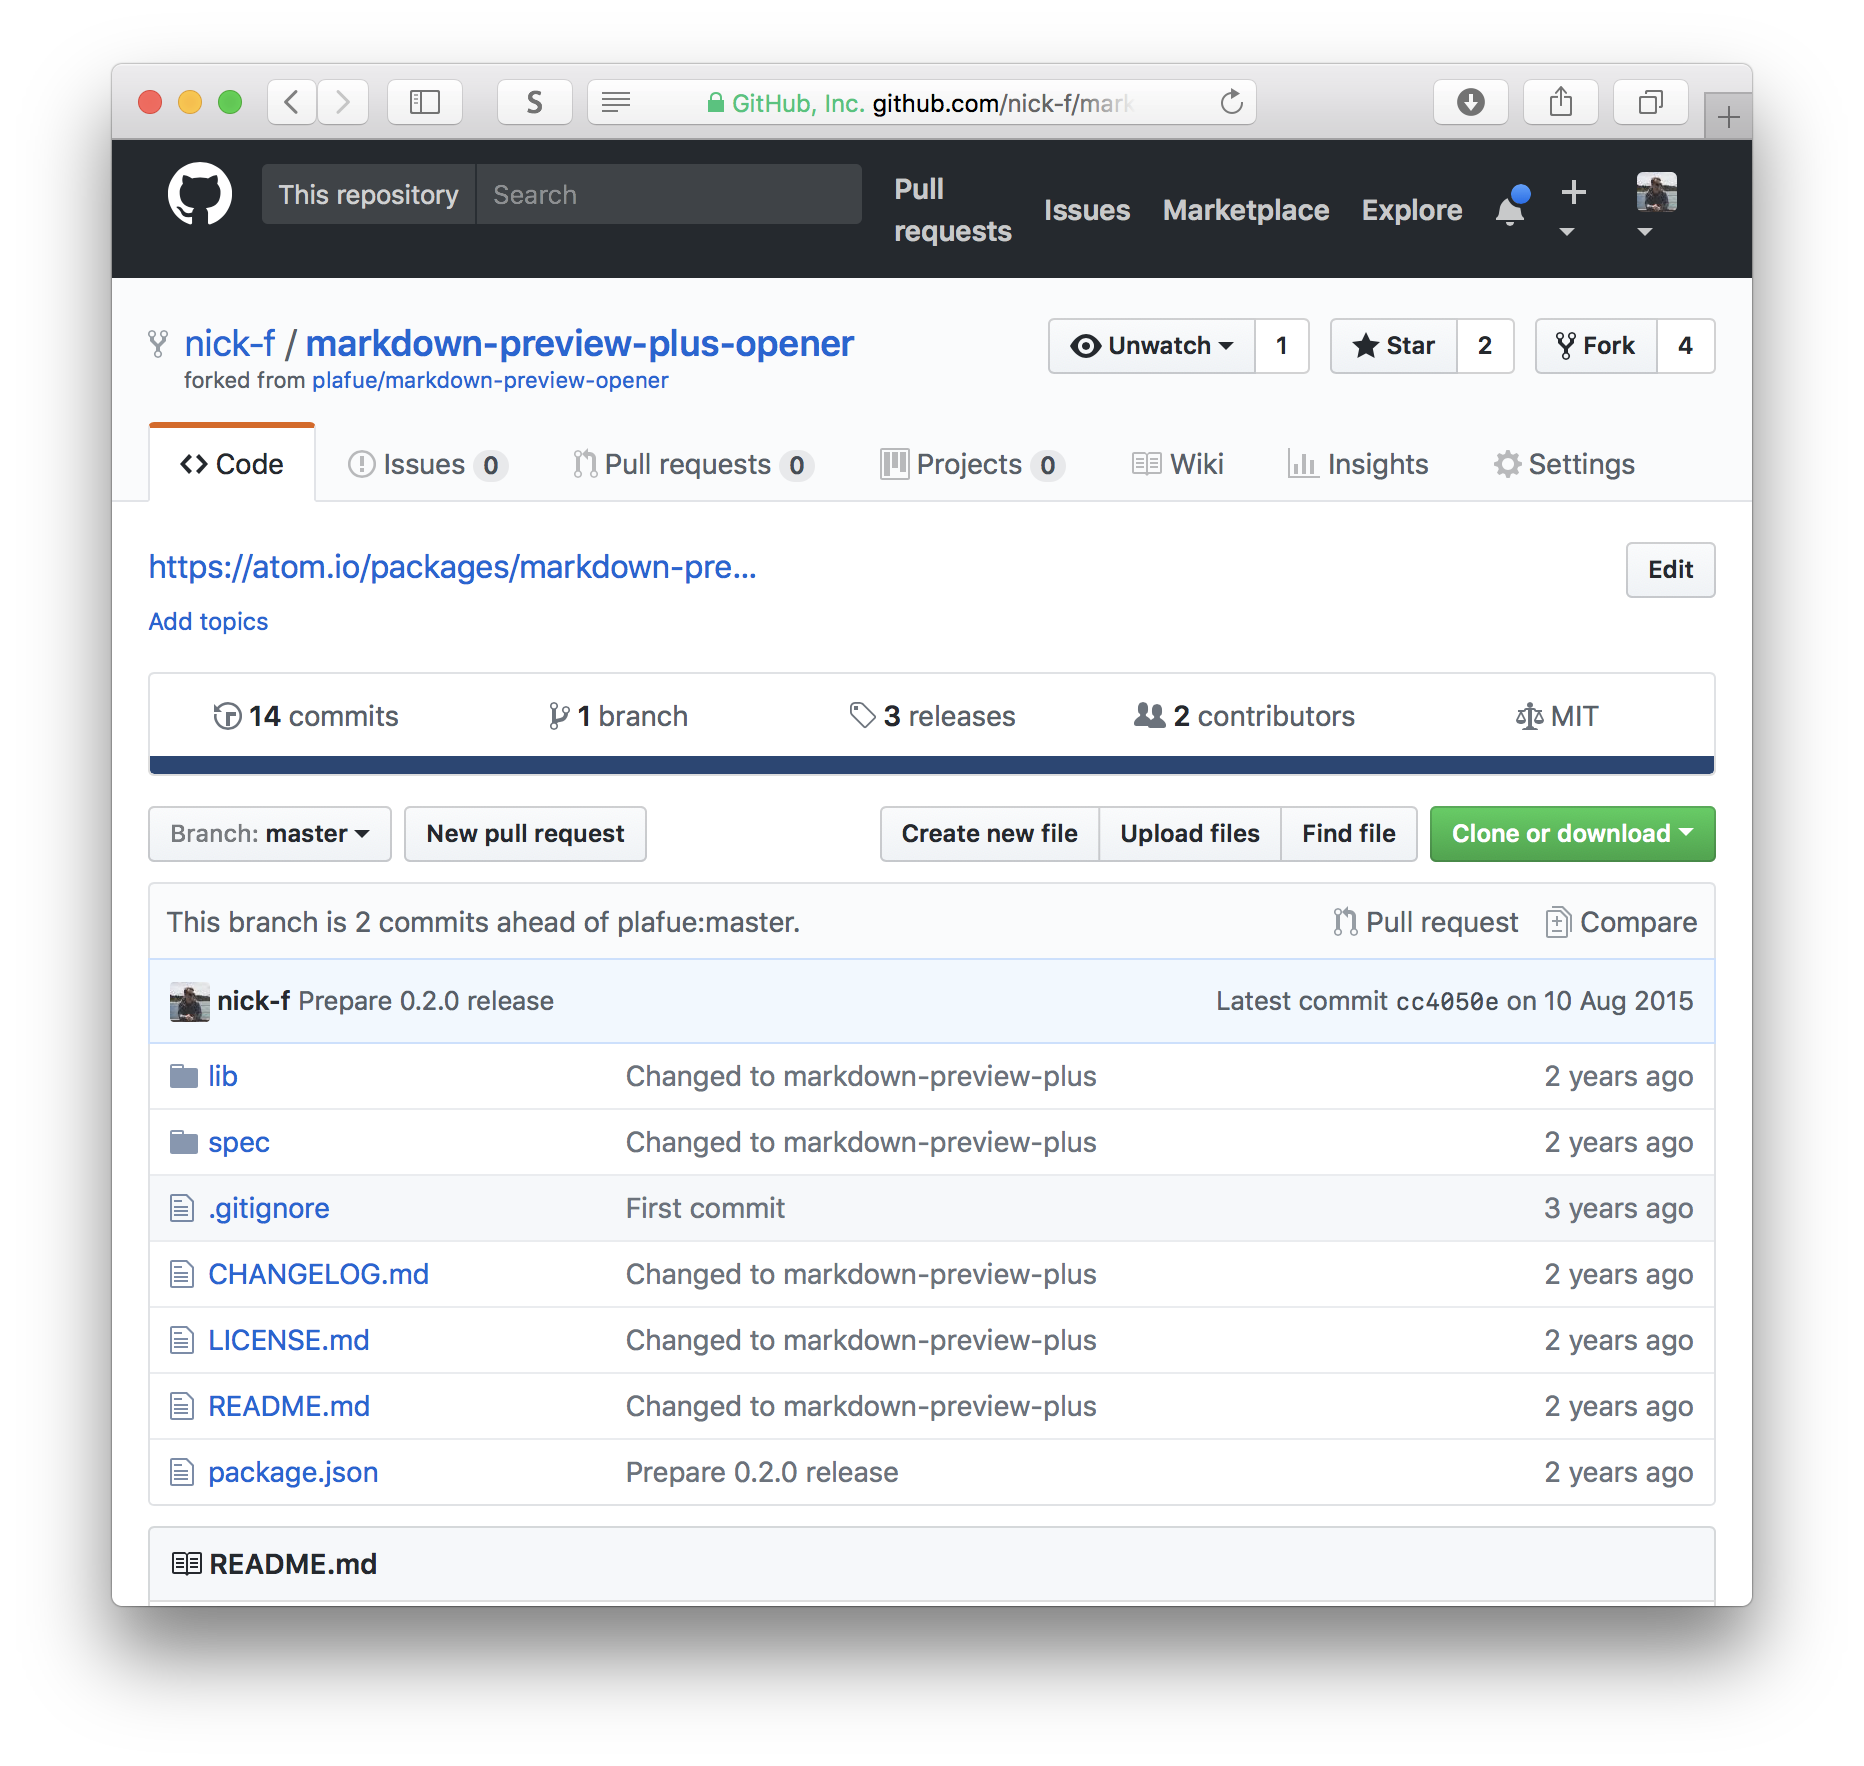 S GitHub, Inc. github.com/nick-f/mark
This repository Search Pull requests Issues Marketplace Explore
nick-f / markdown-preview-plus-opener Unwatch 1 Star 2 Fork 4
forked from plafue/markdown-preview-opener
Code Issues 0 Pull requests 0 Projects 0 Wiki Insights Settings
https://atom.io/packages/markdown-pre... Edit
Add topics
14 commits 1 branch 3 releases 2 contributors MIT
Branch: master New pull request Create new file Upload files Find file Clone or download
This branch is 2 commits ahead of plafue:master. Pull request Compare
nick-f Prepare 0.2.0 release Latest commit cc4050e on 10 Aug 2015
lib Changed to markdown-preview-plus 2 years ago
spec Changed to markdown-preview-plus 2 years ago
.gitignore First commit 3 years ago
CHANGELOG.md Changed to markdown-preview-plus 2 years ago
LICENSE.md Changed to markdown-preview-plus 2 years ago
README.md Changed to markdown-preview-plus 2 years ago
package.json Prepare 0.2.0 release 2 years ago
README.md